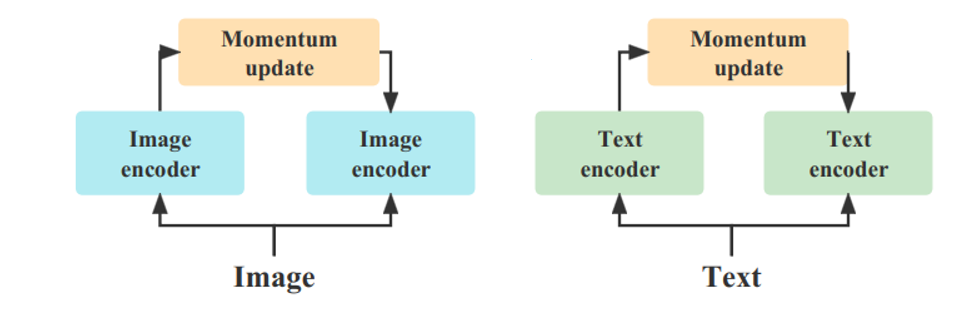 Momentum
update
Momentum
update
Image
encoder
Image
encoder
Text
encoder
Text
encoder
Image
Text